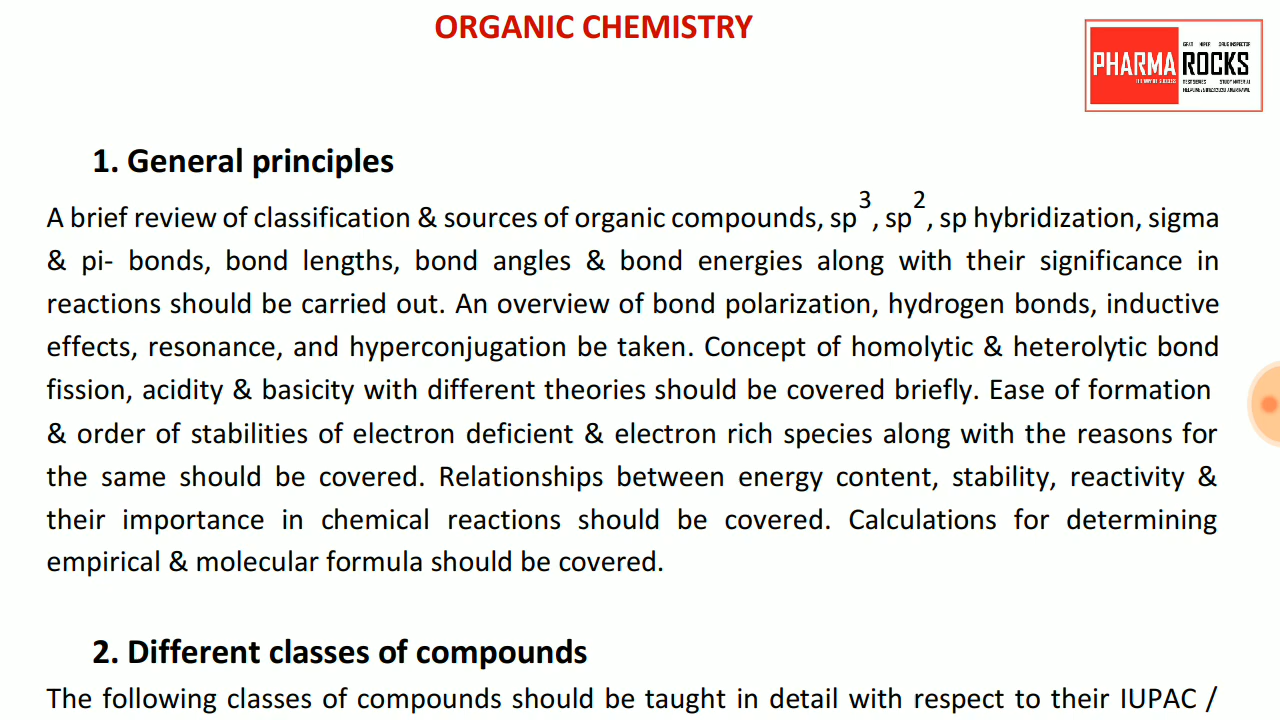 ORGANIC CHEMISTRY
PHARMA ROCKS
1. General principles
A brief review of classification & sources of organic compounds, sp3, sp2, sp hybridization, sigma
& pi- bonds, bond lengths, bond angles & bond energies along with their significance in
reactions should be carried out. An overview of bond polarization, hydrogen bonds, inductive
effects, resonance, and hyperconjugation be taken. Concept of homolytic & heterolytic bond
fission, acidity & basicity with different theories should be covered briefly. Ease of formation
& order of stabilities of electron deficient & electron rich species along with the reasons for
the same should be covered. Relationships between energy content, stability, reactivity &
their importance in chemical reactions should be covered. Calculations for determining
empirical & molecular formula should be covered.
2. Different classes of compounds
The following classes of compounds should be taught in detail with respect to their IUPAC /